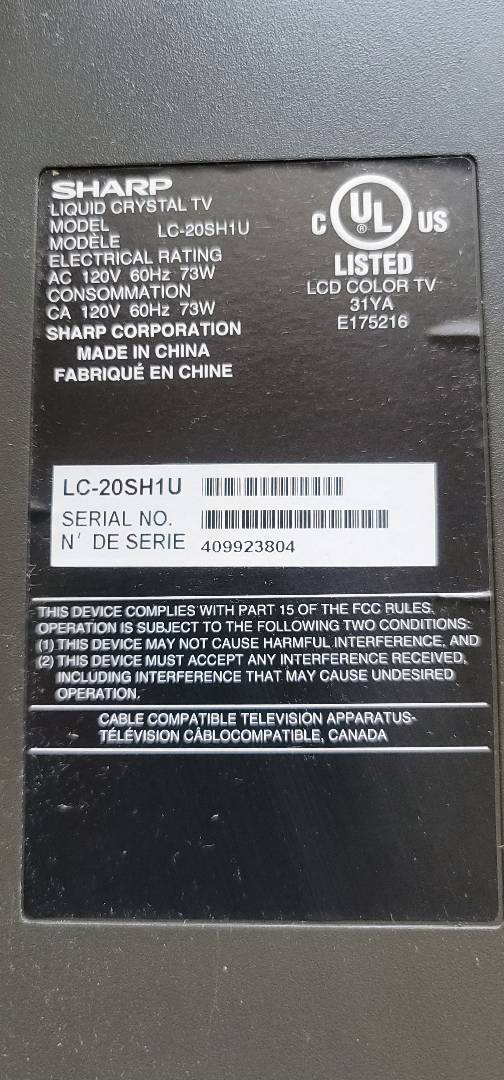 SHARP
LIQUID CRYSTAL TV
MODEL
MODÈLE LC-20SH1U
ELECTRICAL RATING
AC 120V 60Hz 73W
CONSOMMATION
CA 120V 60Hz 73W
SHARP CORPORATION
MADE IN CHINA
FABRIQUÉ EN CHINE
C UL ® US
LISTED
LCD COLOR TV
31YA
E175216
LC-20SH1U
SERIAL NO.
N' DE SERIE 409923804
THIS DEVICE COMPLIES WITH PART 15 OF THE FCC RULES.
OPERATION IS SUBJECT TO THE FOLLOWING TWO CONDITIONS:
(1) THIS DEVICE MAY NOT CAUSE HARMFUL INTERFERENCE, AND
(2) THIS DEVICE MUST ACCEPT ANY INTERFERENCE RECEIVED,
INCLUDING INTERFERENCE THAT MAY CAUSE UNDESIRED
OPERATION.
CABLE COMPATIBLE TELEVISION APPARATUS-
TÉLÉVISION CÂBLOCOMPATIBLE, CANADA